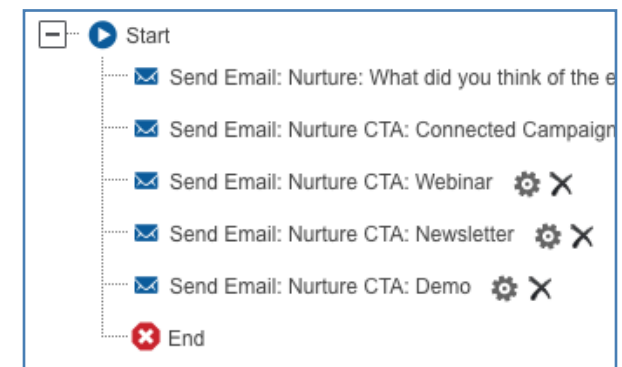 Start
Send Email: Nurture: What did you think of the
Send Email: Nurture CTA: Connected Campaign
Send Email: Nurture CTA: Webinar
Send Email: Nurture CTA: Newsletter
Send Email: Nurture CTA: Demo
End